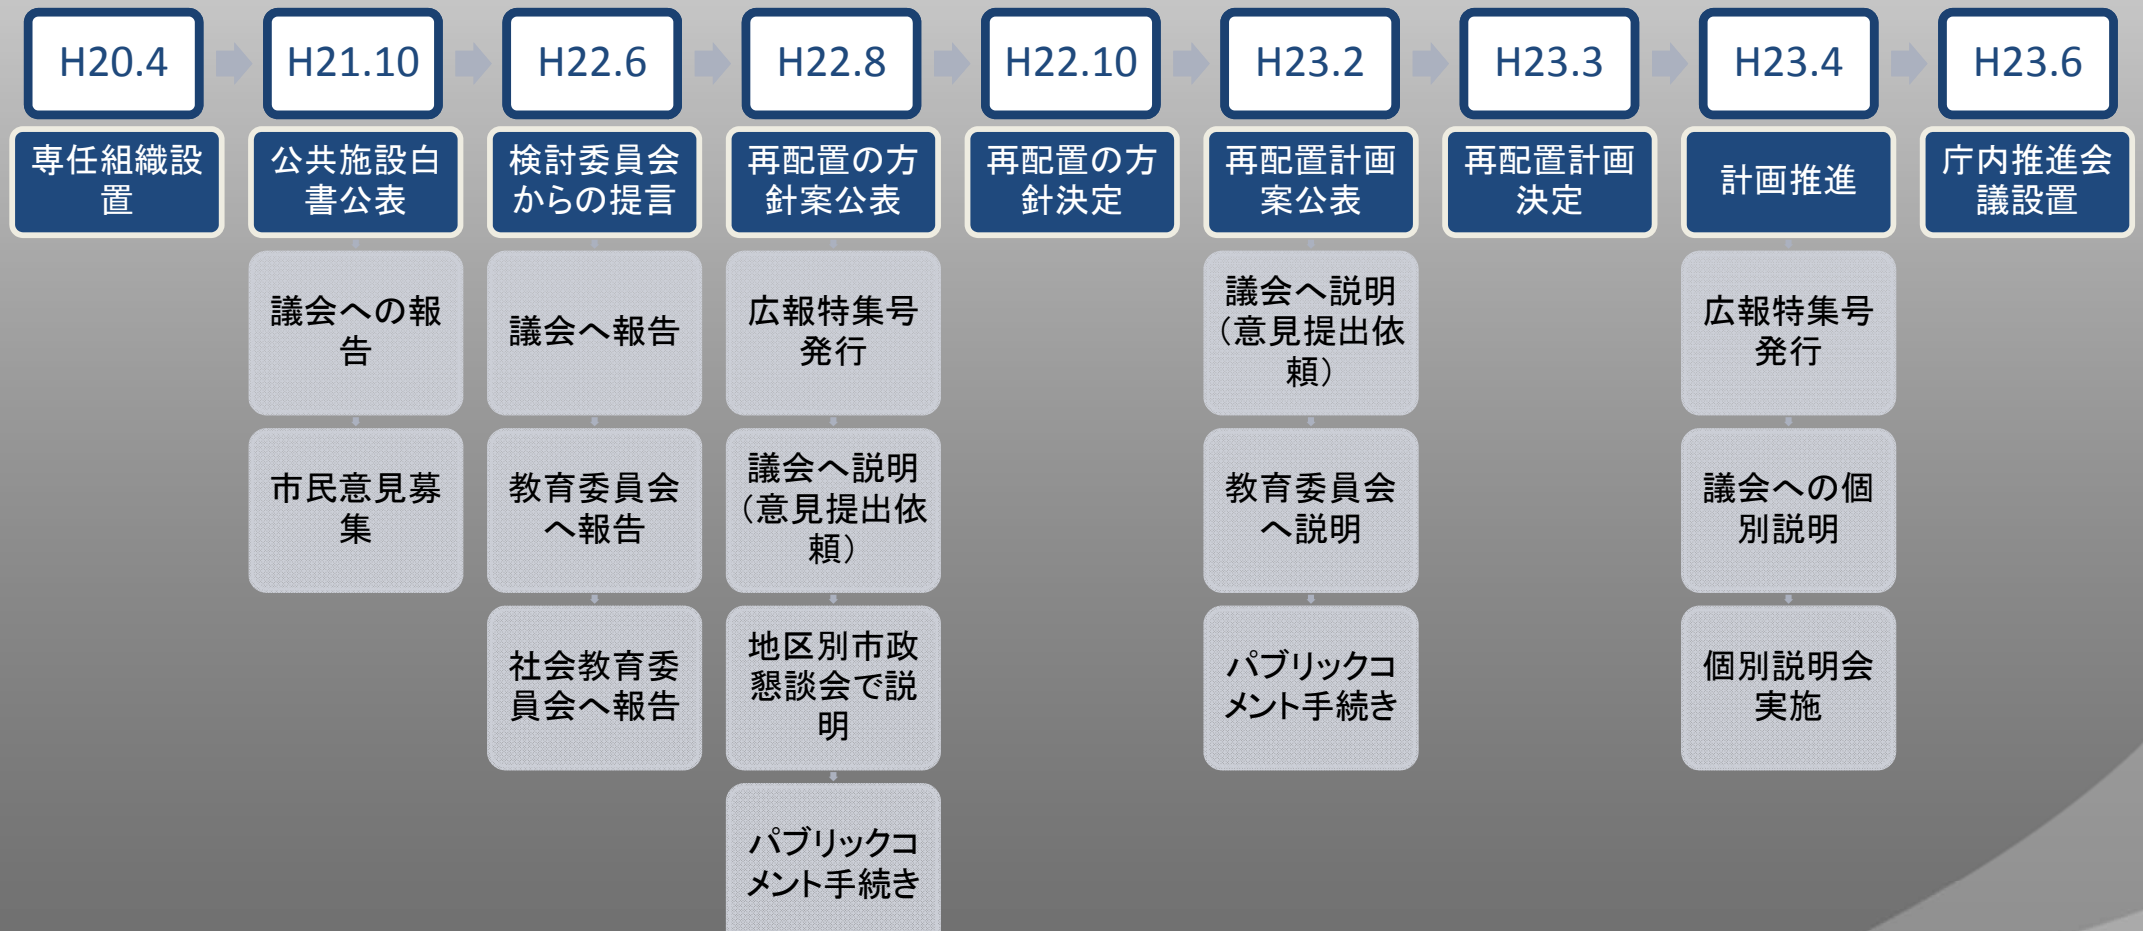 H20.4
H21.10
H22.6
H22.8
H22.10
H23.2
H23.3
H23.4
H23.6
専任組織設
置
公共施設白
書公表
検討委員会
からの提言
再配置の方
針案公表
再配置の方
針決定
再配置計画
案公表
再配置計画
決定
計画推進
庁内推進会
議設置
議会への報
告
市民意見募
集
議会へ報告
教育委員会
へ報告
社会教育委
員会へ報告
広報特集号
発行
議会へ説明
（意見提出依
頼）
地区別市政
懇談会で説
明
パブリックコ
メント手続き
議会へ説明
（意見提出依
頼）
教育委員会
へ説明
パブリックコ
メント手続き
広報特集号
発行
議会への個
別説明
個別説明会
実施